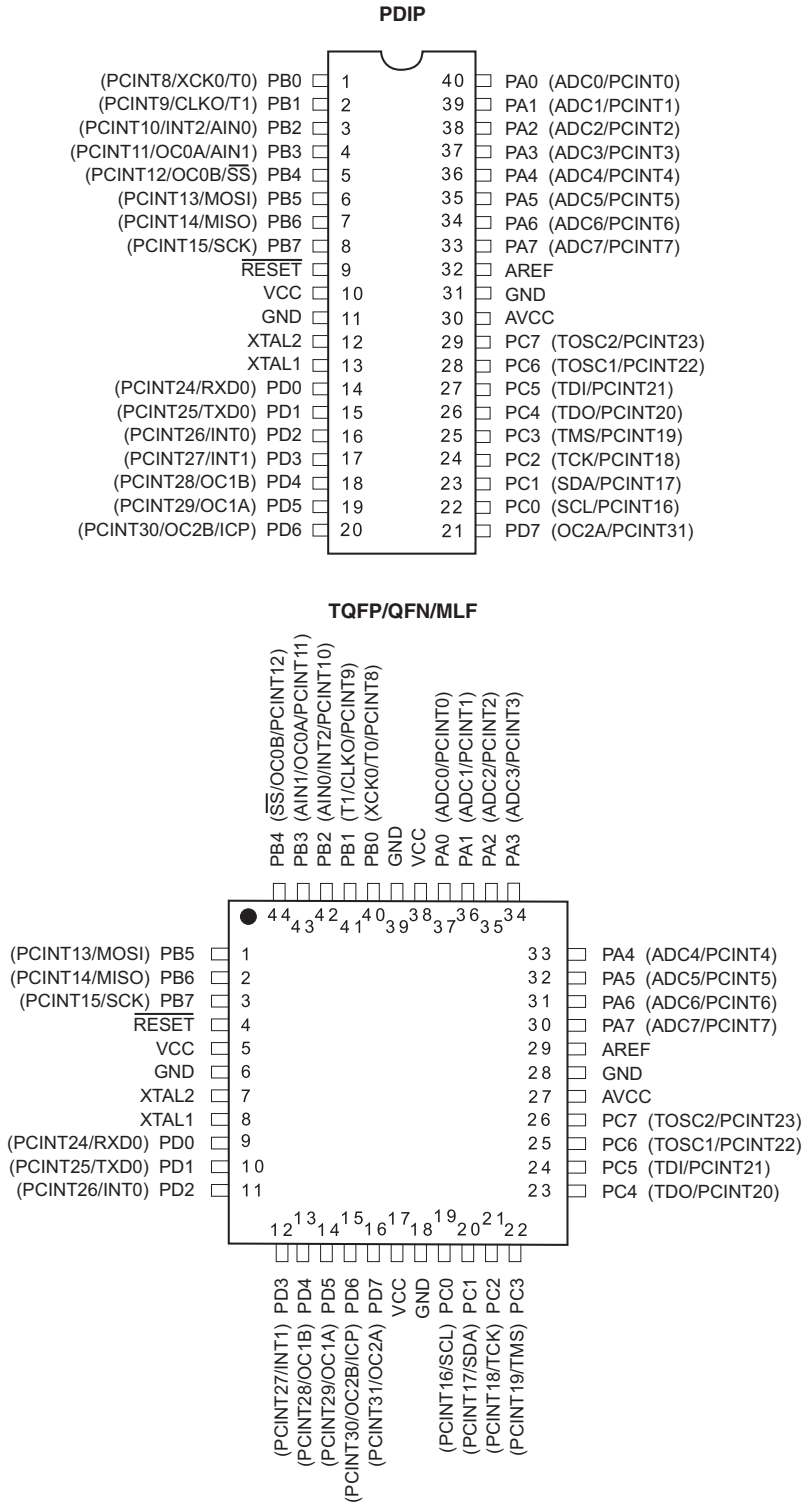 PDIP
(PCINT8/XCK0/T0) PB0 1 40 PA0 (ADC0/PCINT0)
(PCINT9/CLKO/T1) PB1 2 39 PA1 (ADC1/PCINT1)
(PCINT10/INT2/AIN0) PB2 3 38 PA2 (ADC2/PCINT2)
(PCINT11/OC0A/AIN1) PB3 4 37 PA3 (ADC3/PCINT3)
(PCINT12/OC0B/SS) PB4 5 36 PA4 (ADC4/PCINT4)
(PCINT13/MOSI) PB5 6 35 PA5 (ADC5/PCINT5)
(PCINT14/MISO) PB6 7 34 PA6 (ADC6/PCINT6)
(PCINT15/SCK) PB7 8 33 PA7 (ADC7/PCINT7)
RESET 9 32 AREF
VCC 10 31 GND
GND 11 30 AVCC
XTAL2 12 29 PC7 (TOSC2/PCINT23)
XTAL1 13 28 PC6 (TOSC1/PCINT22)
(PCINT24/RXD0) PD0 14 27 PC5 (TDI/PCINT21)
(PCINT25/TXD0) PD1 15 26 PC4 (TDO/PCINT20)
(PCINT26/INT0) PD2 16 25 PC3 (TMS/PCINT19)
(PCINT27/INT1) PD3 17 24 PC2 (TCK/PCINT18)
(PCINT28/OC1B) PD4 18 23 PC1 (SDA/PCINT17)
(PCINT29/OC1A) PD5 19 22 PC0 (SCL/PCINT16)
(PCINT30/OC2B/ICP) PD6 20 21 PD7 (OC2A/PCINT31)
TQFP/QFN/MLF
PB4 (SS/OC0B/PCINT12)
PB3 (AIN1/OC0A/PCINT11)
PB2 (AIN0/INT2/PCINT10)
PB1 (T1/CLKO/PCINT9)
PB0 (XCK0/T0/PCINT8)
GND
VCC
PA0 (ADC0/PCINT0)
PA1 (ADC1/PCINT1)
PA2 (ADC2/PCINT2)
PA3 (ADC3/PCINT3)
44 43 42 41 40 39 38 37 36 35 34
(PCINT13/MOSI) PB5 1 33 PA4 (ADC4/PCINT4)
(PCINT14/MISO) PB6 2 32 PA5 (ADC5/PCINT5)
(PCINT15/SCK) PB7 3 31 PA6 (ADC6/PCINT6)
RESET 4 30 PA7 (ADC7/PCINT7)
VCC 5 29 AREF
GND 6 28 GND
XTAL2 7 27 AVCC
XTAL1 8 26 PC7 (TOSC2/PCINT23)
(PCINT24/RXD0) PD0 9 25 PC6 (TOSC1/PCINT22)
(PCINT25/TXD0) PD1 10 24 PC5 (TDI/PCINT21)
(PCINT26/INT0) PD2 11 23 PC4 (TDO/PCINT20)
12 13 14 15 16 17 18 19 20 21 22
(PCINT27/INT1) PD3
(PCINT28/OC1B) PD4
(PCINT29/OC1A) PD5
(PCINT30/OC2B/ICP) PD6
(PCINT31/OC2A) PD7
VCC
GND
(PCINT16/SCL) PC0
(PCINT17/SDA) PC1
(PCINT18/TCK) PC2
(PCINT19/TMS) PC3